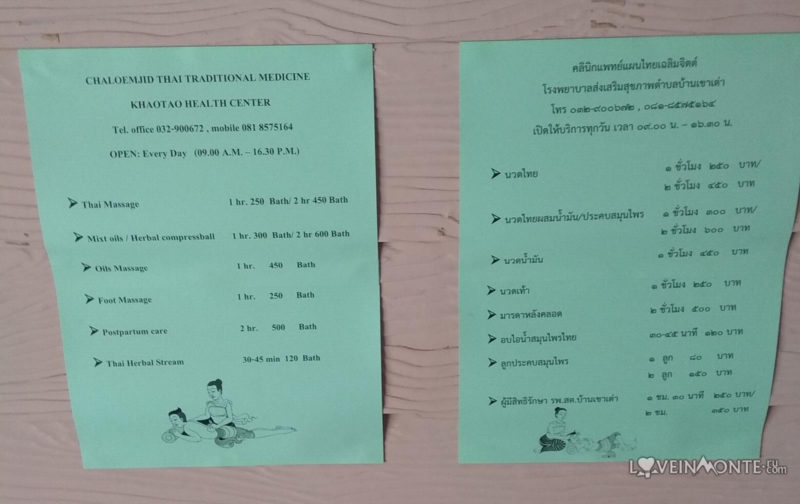 CHALOEMJID THAI TRADITIONAL MEDICINE
KHAOTAO HEALTH CENTER
Tel. office 032-900672 , mobile 081 8575164
OPEN: Every Day (09.00 A.M. – 16.30 P.M.)
➤ Thai Massage 1 hr. 250 Bath/ 2 hr 450 Bath
➤ Mixt oils / Herbal compressball 1 hr. 300 Bath/ 2 hr 600 Bath
➤ Oils Massage 1 hr. 450 Bath
➤ Foot Massage 1 hr. 250 Bath
➤ Postpartum care 2 hr. 500 Bath
➤ Thai Herbal Stream 30-45 min 120 Bath
คลินิกแพทย์แผนไทยเฉลิมจิตต์
โรงพยาบาลส่งเสริมสุขภาพตำบลบ้านเขาเต่า
โทร ๐๓๒-๙๐๐๖๗๒ , ๐๘๑-๘๕๗๕๑๖๔
เปิดให้บริการทุกวัน เวลา ๐๙.๐๐ น. – ๑๖.๓๐ น.
➤ นวดไทย ๑ ชั่วโมง ๒๕๐ บาท/
๒ ชั่วโมง ๔๕๐ บาท
➤ นวดไทยผสมน้ำมัน/ประคบสมุนไพร ๑ ชั่วโมง ๓๐๐ บาท/
๒ ชั่วโมง ๖๐๐ บาท
➤ นวดน้ำมัน ๑ ชั่วโมง ๔๕๐ บาท
➤ นวดเท้า ๑ ชั่วโมง ๒๕๐ บาท
➤ มารดาหลังคลอด ๒ ชั่วโมง ๕๐๐ บาท
➤ อบไอน้ำสมุนไพรไทย ๓๐-๔๕ นาที ๑๒๐ บาท
➤ ลูกประคบสมุนไพร ๑ ลูก ๘๐ บาท
๒ ลูก ๑๕๐ บาท
➤ ผู้มีสิทธิรักษา รพ.สต.บ้านเขาเต่า ๑ ชม. ๓๐ นาที ๒๕๐ บาท/
๒ ชม. ๓๕๐ บาท
LOVEINMONTE-EU.com